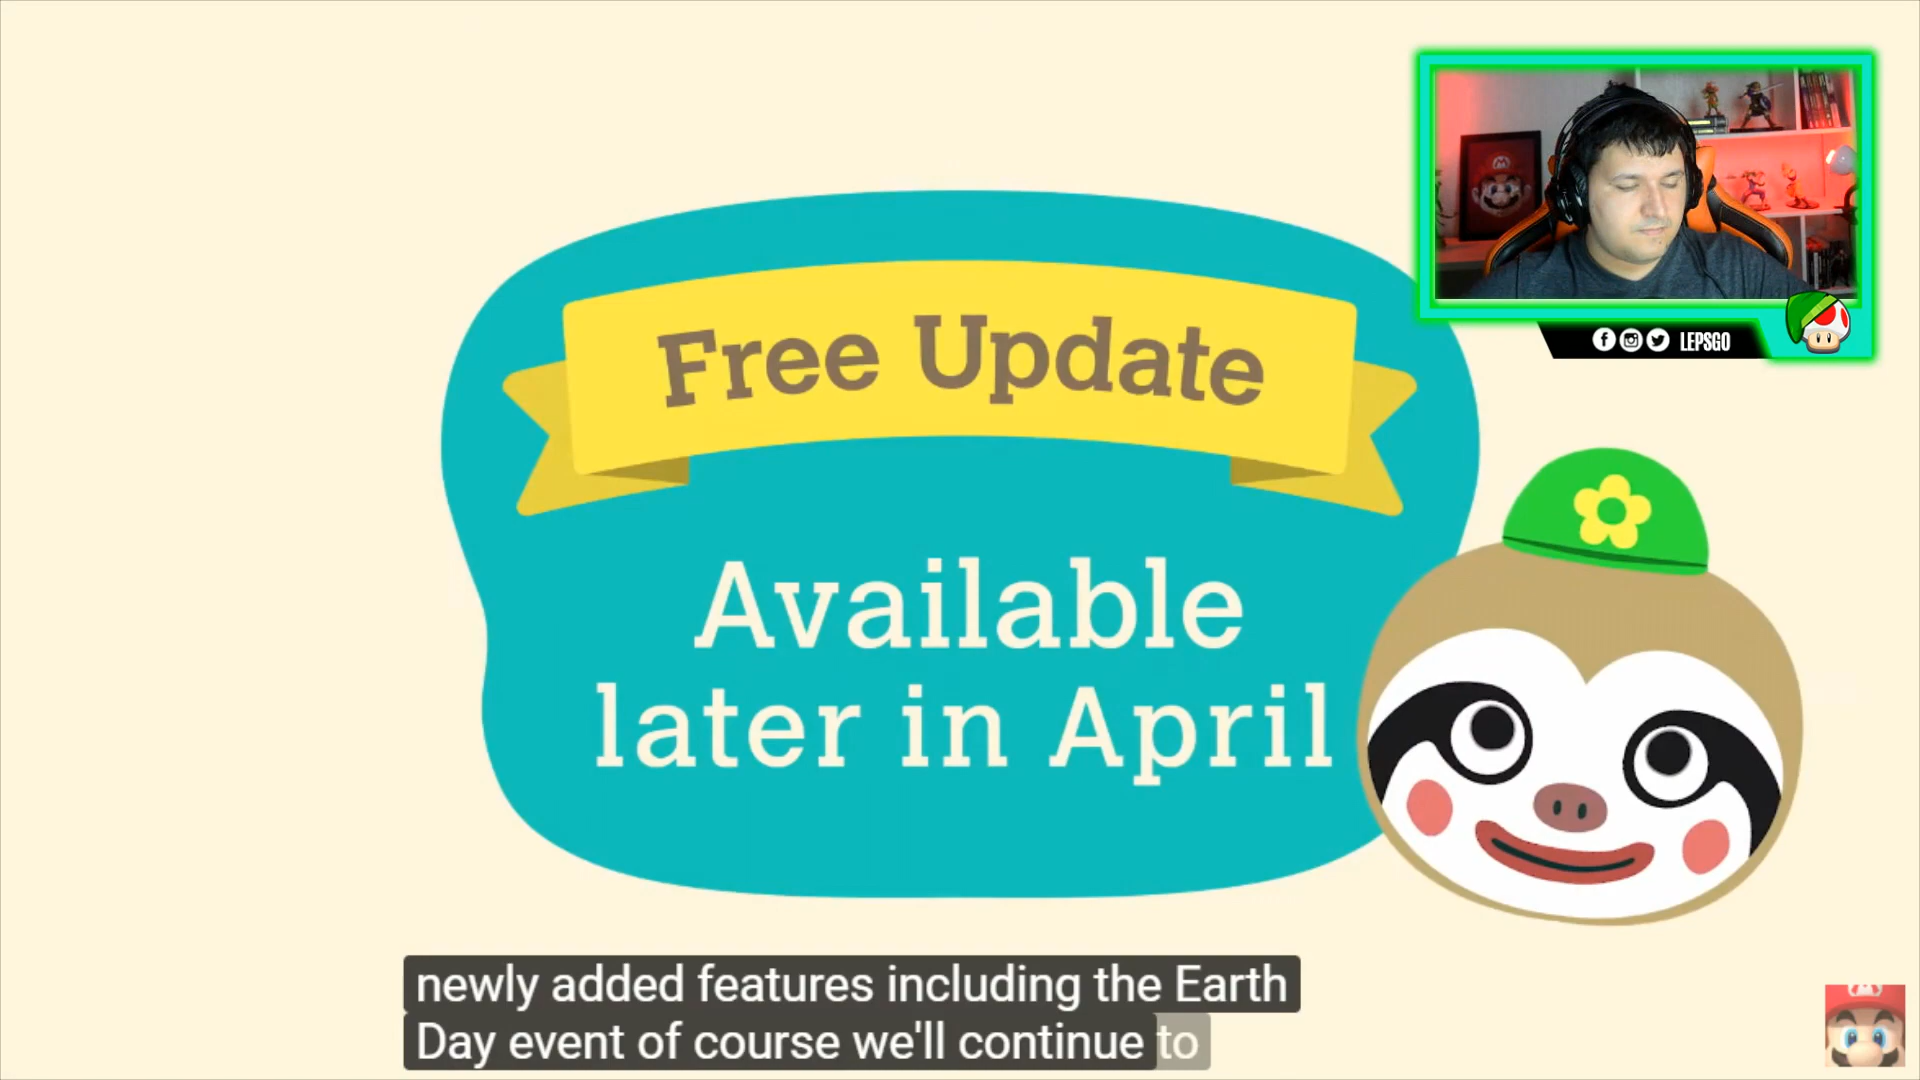 Free Update
Available
later in April
LEPSGO
newly added features including the Earth
Day event of course we'll continue to